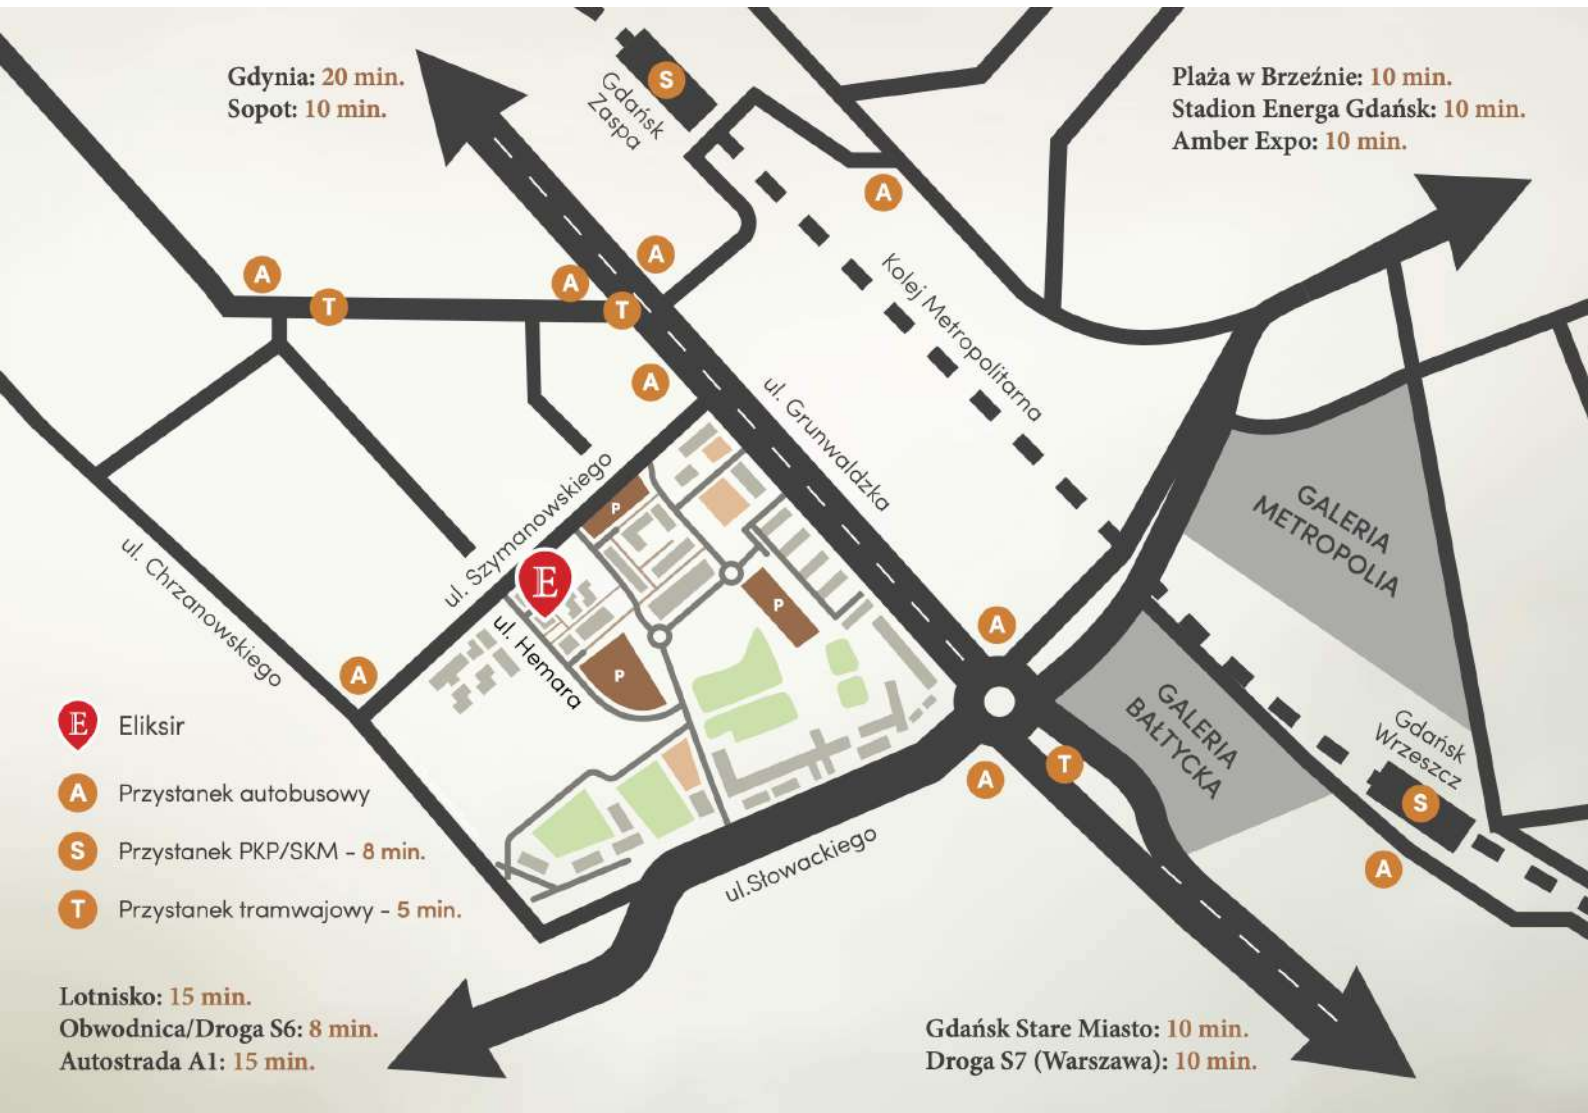 Gdynia: 20 min.
Sopot: 10 min.
S
Gdańsk
Zaspa
Plaża w Brzeźnie: 10 min.
Stadion Energa Gdańsk: 10 min.
Amber Expo: 10 min.
A
A
A
A
T
T
A
Kolej Metropolitarna
ul. Grunwaldzka
ul. Szymanowskiego
ul. Chrzanowskiego
GALERIA
METROPOLIA
P
E
ul. Hemara
P
P
A
A
GALERIA
BAŁTYCKA
Gdańsk
Wrzeszcz
S
A
T
A
ul.Słowackiego
E Eliksir
A Przystanek autobusowy
S Przystanek PKP/SKM - 8 min.
T Przystanek tramwajowy - 5 min.
Lotnisko: 15 min.
Obwodnica/Droga S6: 8 min.
Autostrada A1: 15 min.
Gdańsk Stare Miasto: 10 min.
Droga S7 (Warszawa): 10 min.